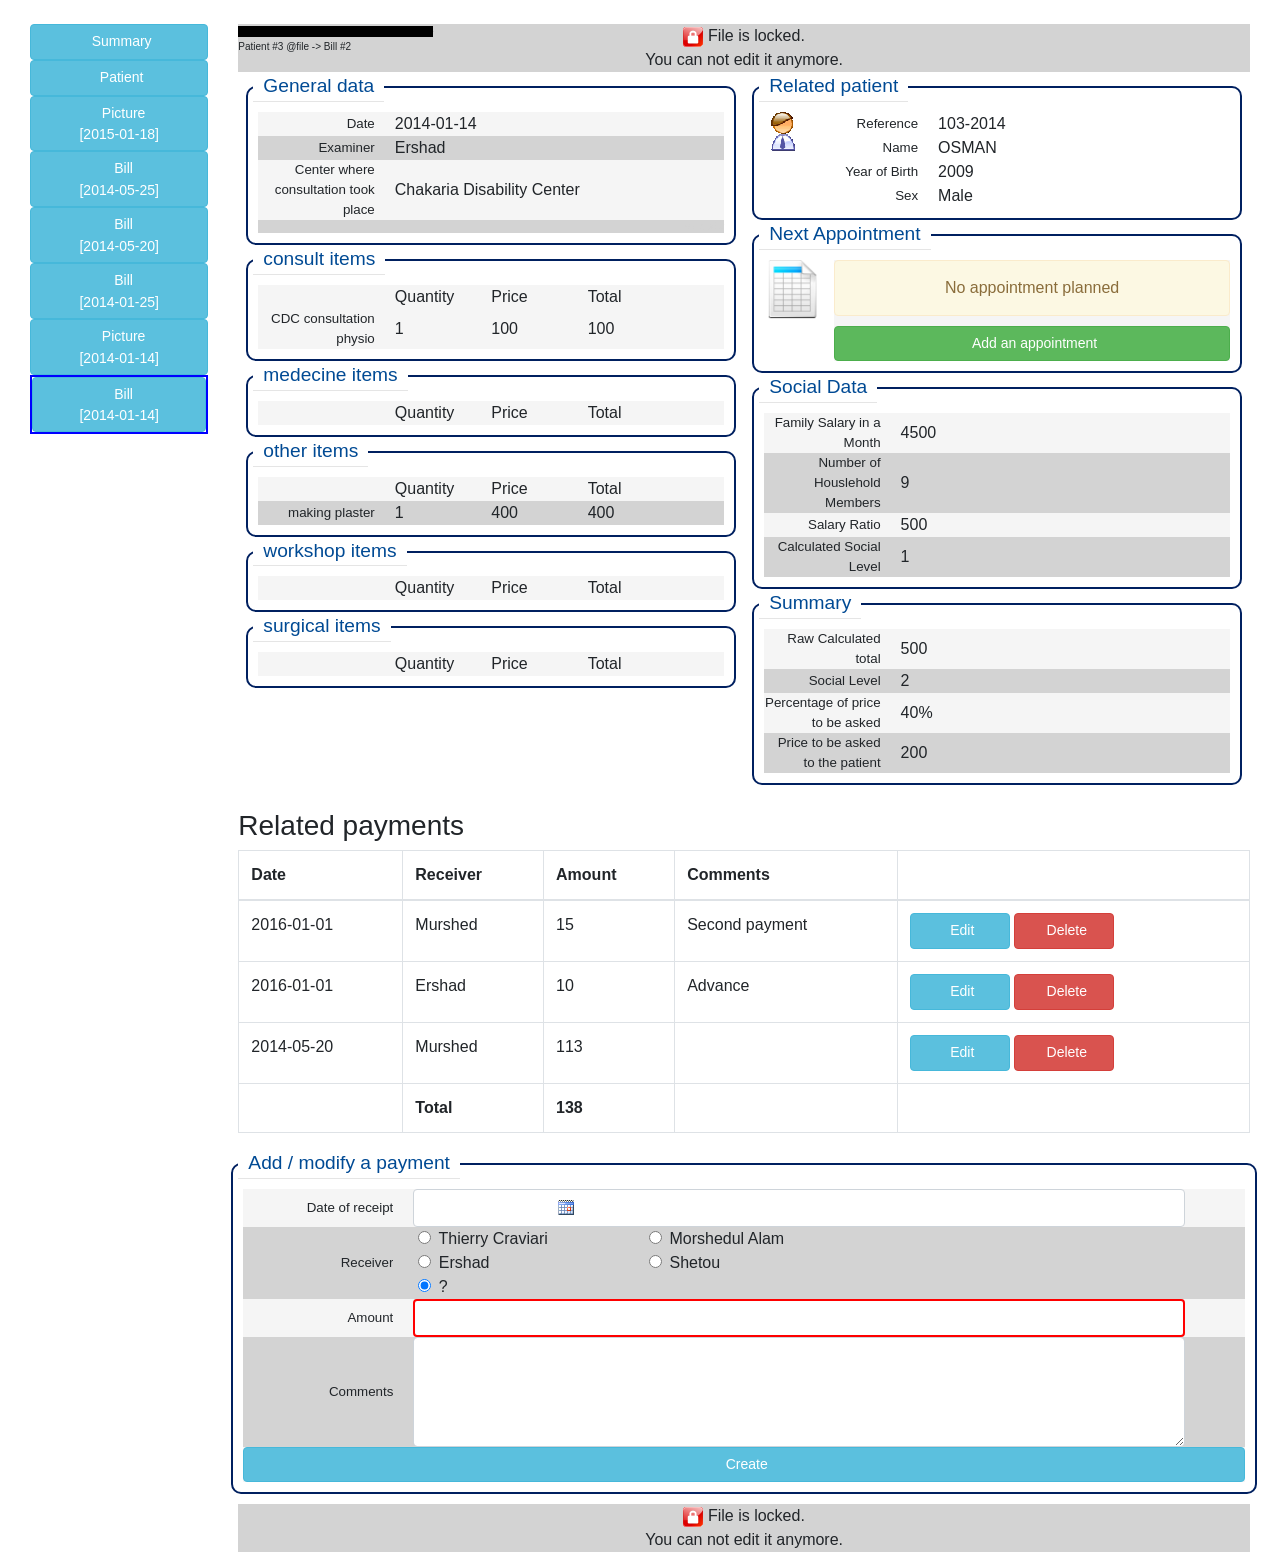 Summary
Patient
Picture
[2015-01-18]
Bill
[2014-05-25]
Bill
[2014-05-20]
Bill
[2014-01-25]
Picture
[2014-01-14]
Bill
[2014-01-14]
File is locked.
Patient #3 @file -> Bill #2
You can not edit it anymore.
General data
Date 2014-01-14
Examiner Ershad
Center where
consultation took Chakaria Disability Center
place
consult items
Quantity Price Total
CDC consultation
physio 1 100 100
medecine items
Quantity Price Total
other items
Quantity Price Total
making plaster 1 400 400
workshop items
Quantity Price Total
surgical items
Quantity Price Total
Related patient
Reference 103-2014
Name OSMAN
Year of Birth 2009
Sex Male
Next Appointment
No appointment planned
Add an appointment
Social Data
Family Salary in a
Month 4500
Number of
Houslehold 9
Members
Salary Ratio 500
Calculated Social
Level 1
Summary
Raw Calculated
total 500
Social Level 2
Percentage of price
to be asked 40%
Price to be asked
to the patient 200
Related payments
Date Receiver Amount Comments
2016-01-01 Murshed 15 Second payment Edit Delete
2016-01-01 Ershad 10 Advance Edit Delete
2014-05-20 Murshed 113 Edit Delete
Total 138
Add / modify a payment
Date of receipt
Thierry Craviari Morshedul Alam
Receiver Ershad Shetou
?
Amount
Comments
Create
File is locked.
You can not edit it anymore.